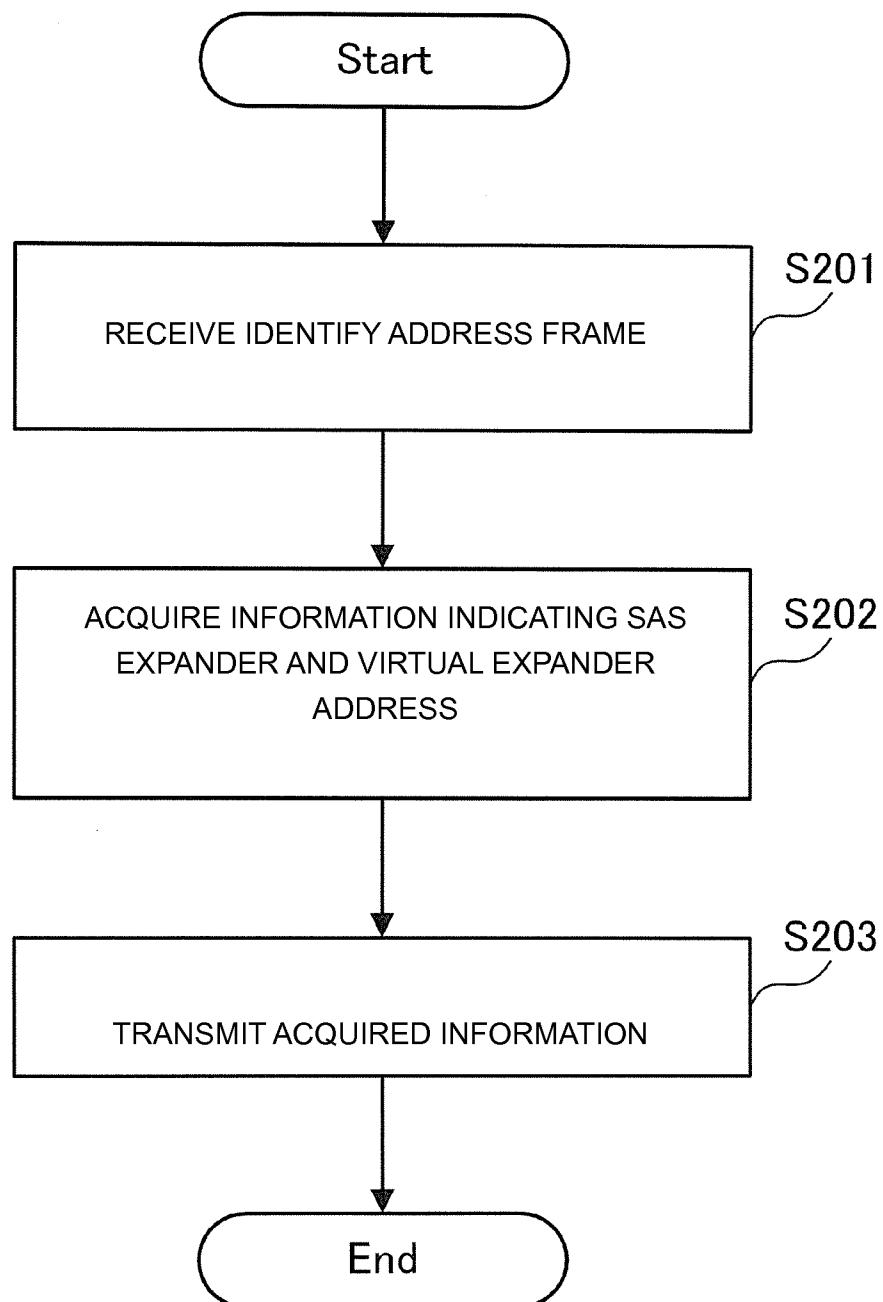 Start
S201
RECEIVE IDENTIFY ADDRESS FRAME
S202
ACQUIRE INFORMATION INDICATING SAS
EXPANDER AND VIRTUAL EXPANDER
ADDRESS
S203
TRANSMIT ACQUIRED INFORMATION
End